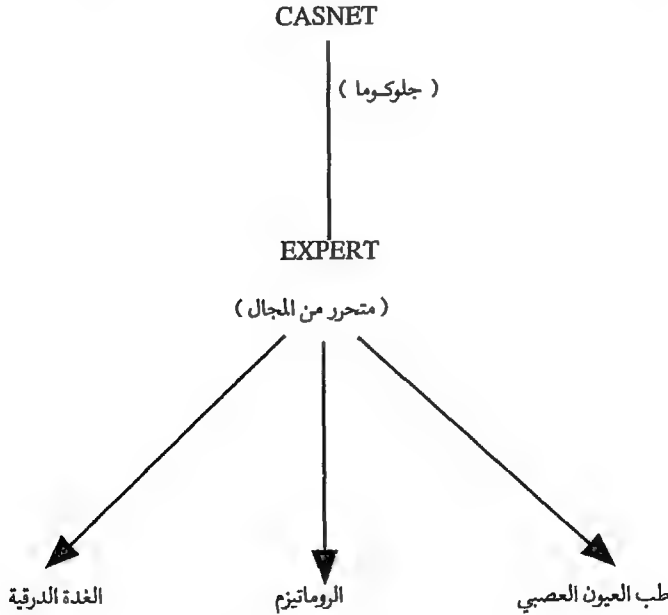 CASNET
( جلوكوما )
EXPERT
( متحرر من المجال )
طب العيون العصبي
الروماتيزم
الغدة الدرقية